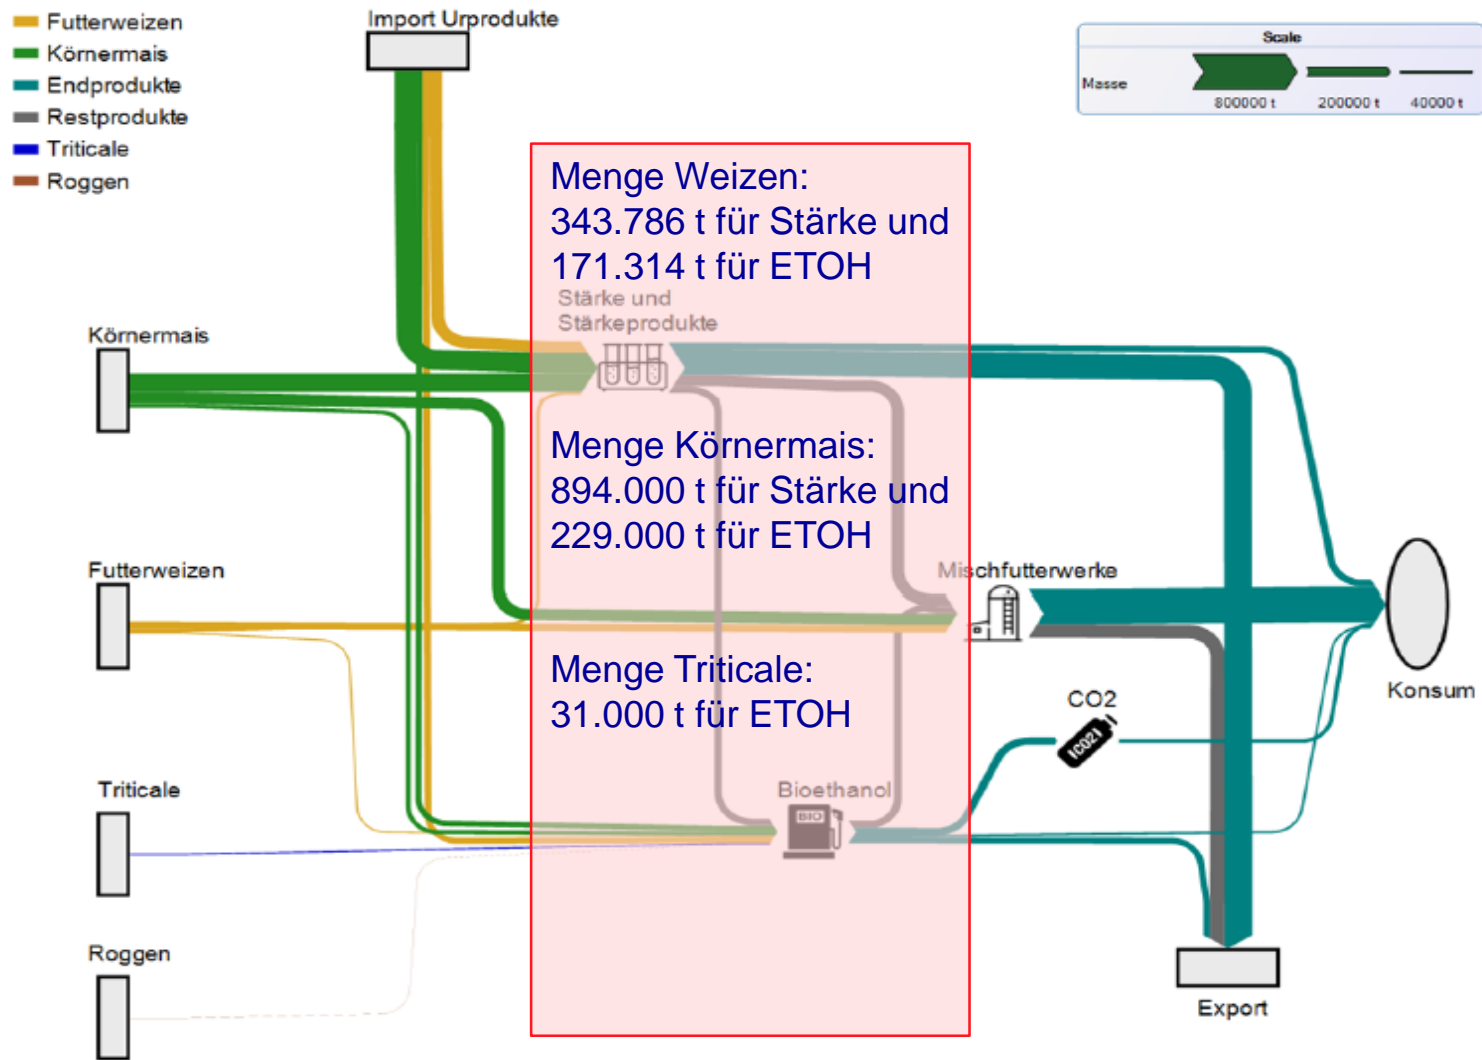 Futterweizen
Körnermais
Endprodukte
Restprodukte
Triticale
Roggen
Import Urprodukte
Scale
Masse
800000 t
200000 t
40000 t
Menge Weizen:
343.786 t für Stärke und
171.314 t für ETOH
Stärke und
Stärkeprodukte
Körnermais
Menge Körnermais:
894.000 t für Stärke und
229.000 t für ETOH
Futterweizen
Mischfutterwerke
Menge Triticale:
31.000 t für ETOH
Konsum
CO2
(CO2)
Triticale
Bioethanol
BIO
Roggen
Export